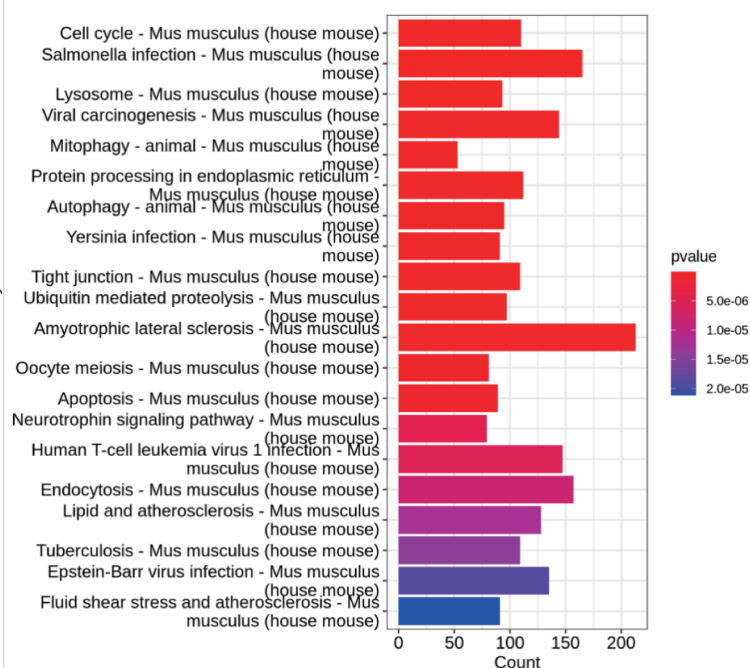 Cell cycle - Mus musculus (house mouse)
Salmonella infection - Mus musculus (house
mouse)
Lysosome - Mus musculus (house mouse)
Viral carcinogenesis - Mus musculus (house
mouse)
Mitophagy - animal - Mus musculus (house
mouse)
Protein processing in endoplasmic reticulum -
Mus musculus (house mouse)
Autophagy - animal - Mus musculus (house
mouse)
Yersinia infection - Mus musculus (house
mouse)
Tight junction - Mus musculus (house mouse)
Ubiquitin mediated proteolysis - Mus musculus
(house mouse)
Amyotrophic lateral sclerosis - Mus musculus
(house mouse)
Oocyte meiosis - Mus musculus (house mouse)
Apoptosis - Mus musculus (house mouse)
Neurotrophin signaling pathway - Mus musculus
(house mouse)
Human T-cell leukemia virus 1 infection - Mus
musculus (house mouse)
Endocytosis - Mus musculus (house mouse)
Lipid and atherosclerosis - Mus musculus
(house mouse)
Tuberculosis - Mus musculus (house mouse)
Epstein-Barr virus infection - Mus musculus
(house mouse)
Fluid shear stress and atherosclerosis - Mus
musculus (house mouse)
0 50 100 150 200
Count
pvalue
5.0e-06
1.0e-05
1.5e-05
2.0e-05